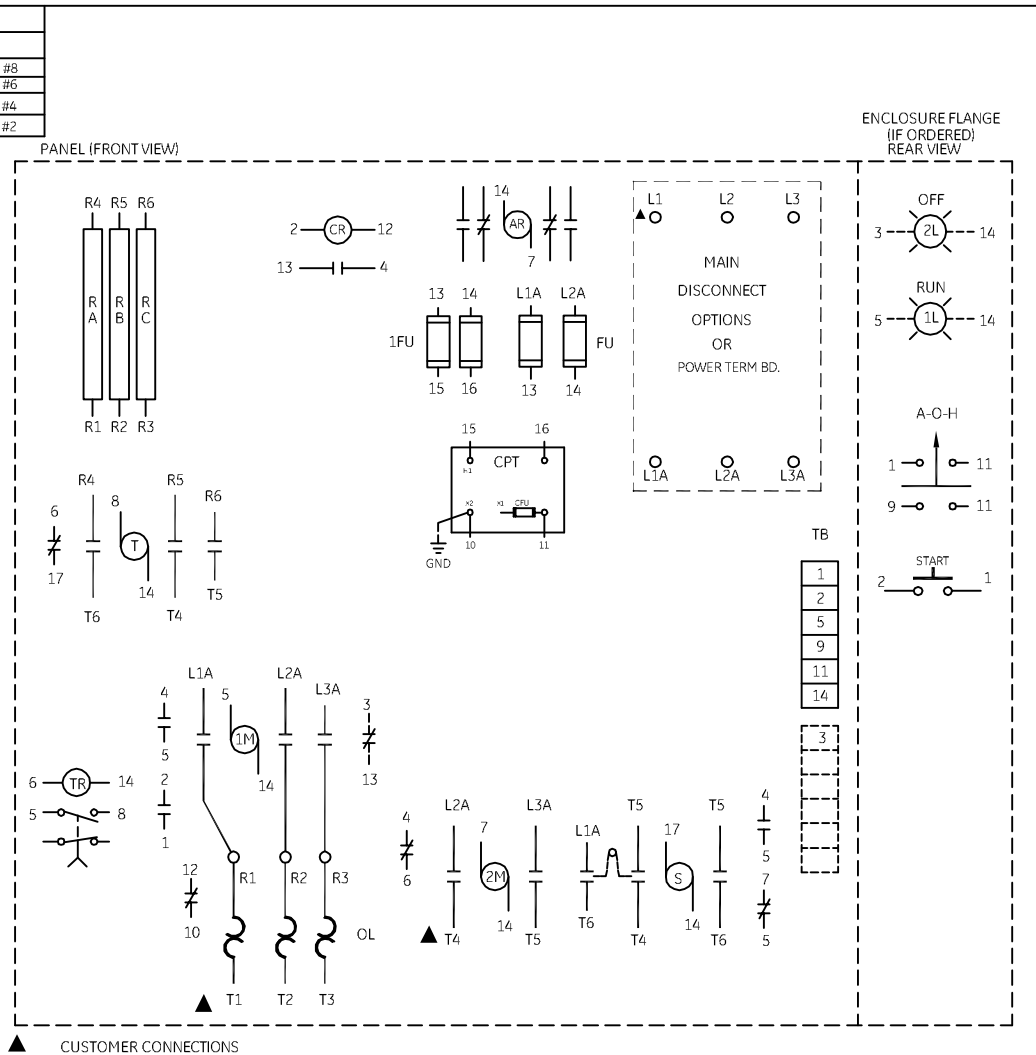 #8
#6
#4
#2
PANEL (FRONT VIEW)
ENCLOSURE FLANGE
(IF ORDERED)
REAR VIEW
R4 R5 R6
RA RB RC
R1 R2 R3
2 CR 12
13 4
14
AR
7
L1 L2 L3
MAIN
DISCONNECT
OPTIONS
OR
POWER TERM BD.
L1A L2A L3A
OFF
3 2L 14
RUN
5 1L 14
A-O-H
1 11
9 11
START
2 1
13 14 L1A L2A
1FU FU
15 16 13 14
15 16
H1 CPT
X2 X1 CFU
10 11
GND
R4 R5 R6
6 8
T
17 14 T5
T6 T4
TB
1
2
5
9
11
14
3
L1A L2A L3A
4 5 3
1M
5 14 13
2
1
6 TR 14
5 8
12
R1 R2 R3
10
OL
T1 T2 T3
L2A L3A T5 T5
4 7 L1A 17 4
2M S
6 5
14 T6 14 7
T4 T5 T4 T6 5
CUSTOMER CONNECTIONS